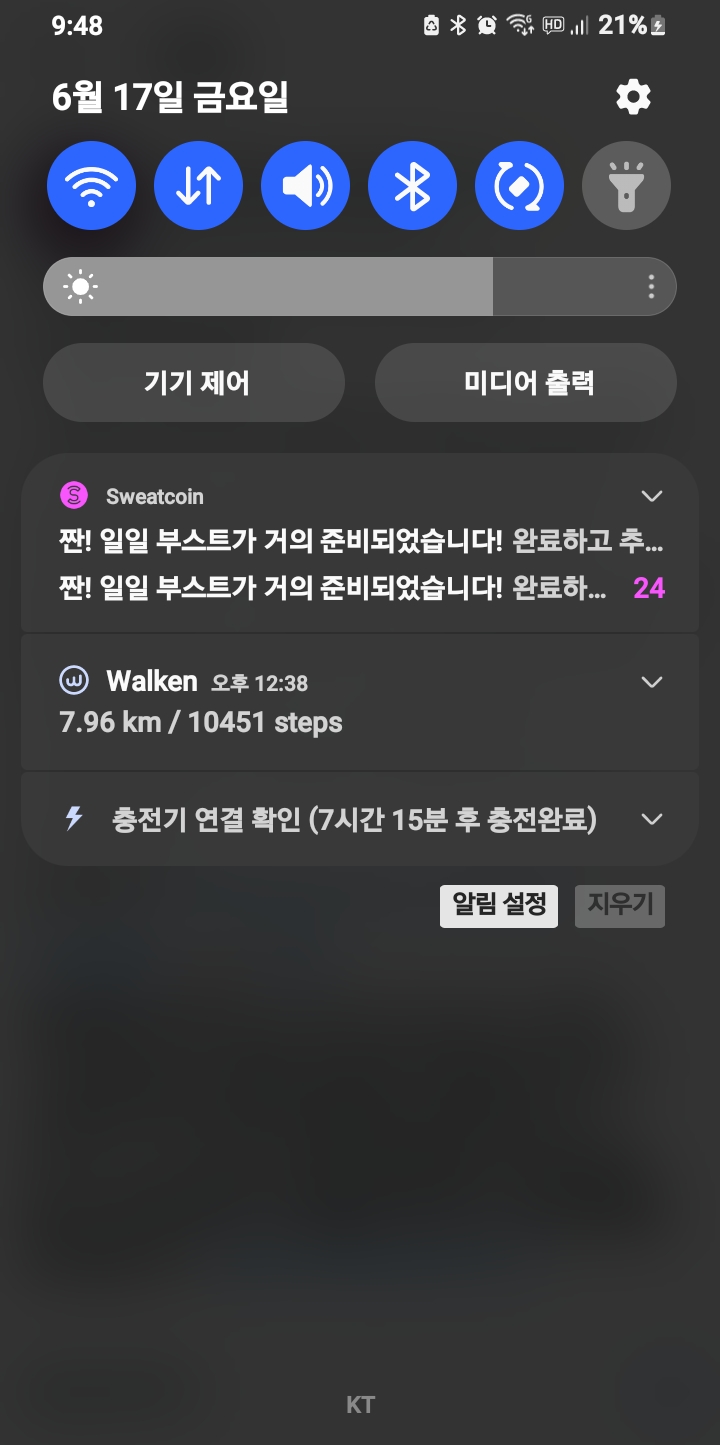 9:48
HD
21%
6월 17일 금요일
기기 제어
미디어 출력
Sweatcoin
짠! 일일 부스트가 거의 준비되었습니다! 완료하고 추...
짠! 일일 부스트가 거의 준비되었습니다! 완료하... 24
Walken 오후 12:38
7.96 km / 10451 steps
충전기 연결 확인 (7시간 15분 후 충전완료)
알림 설정
지우기
KT